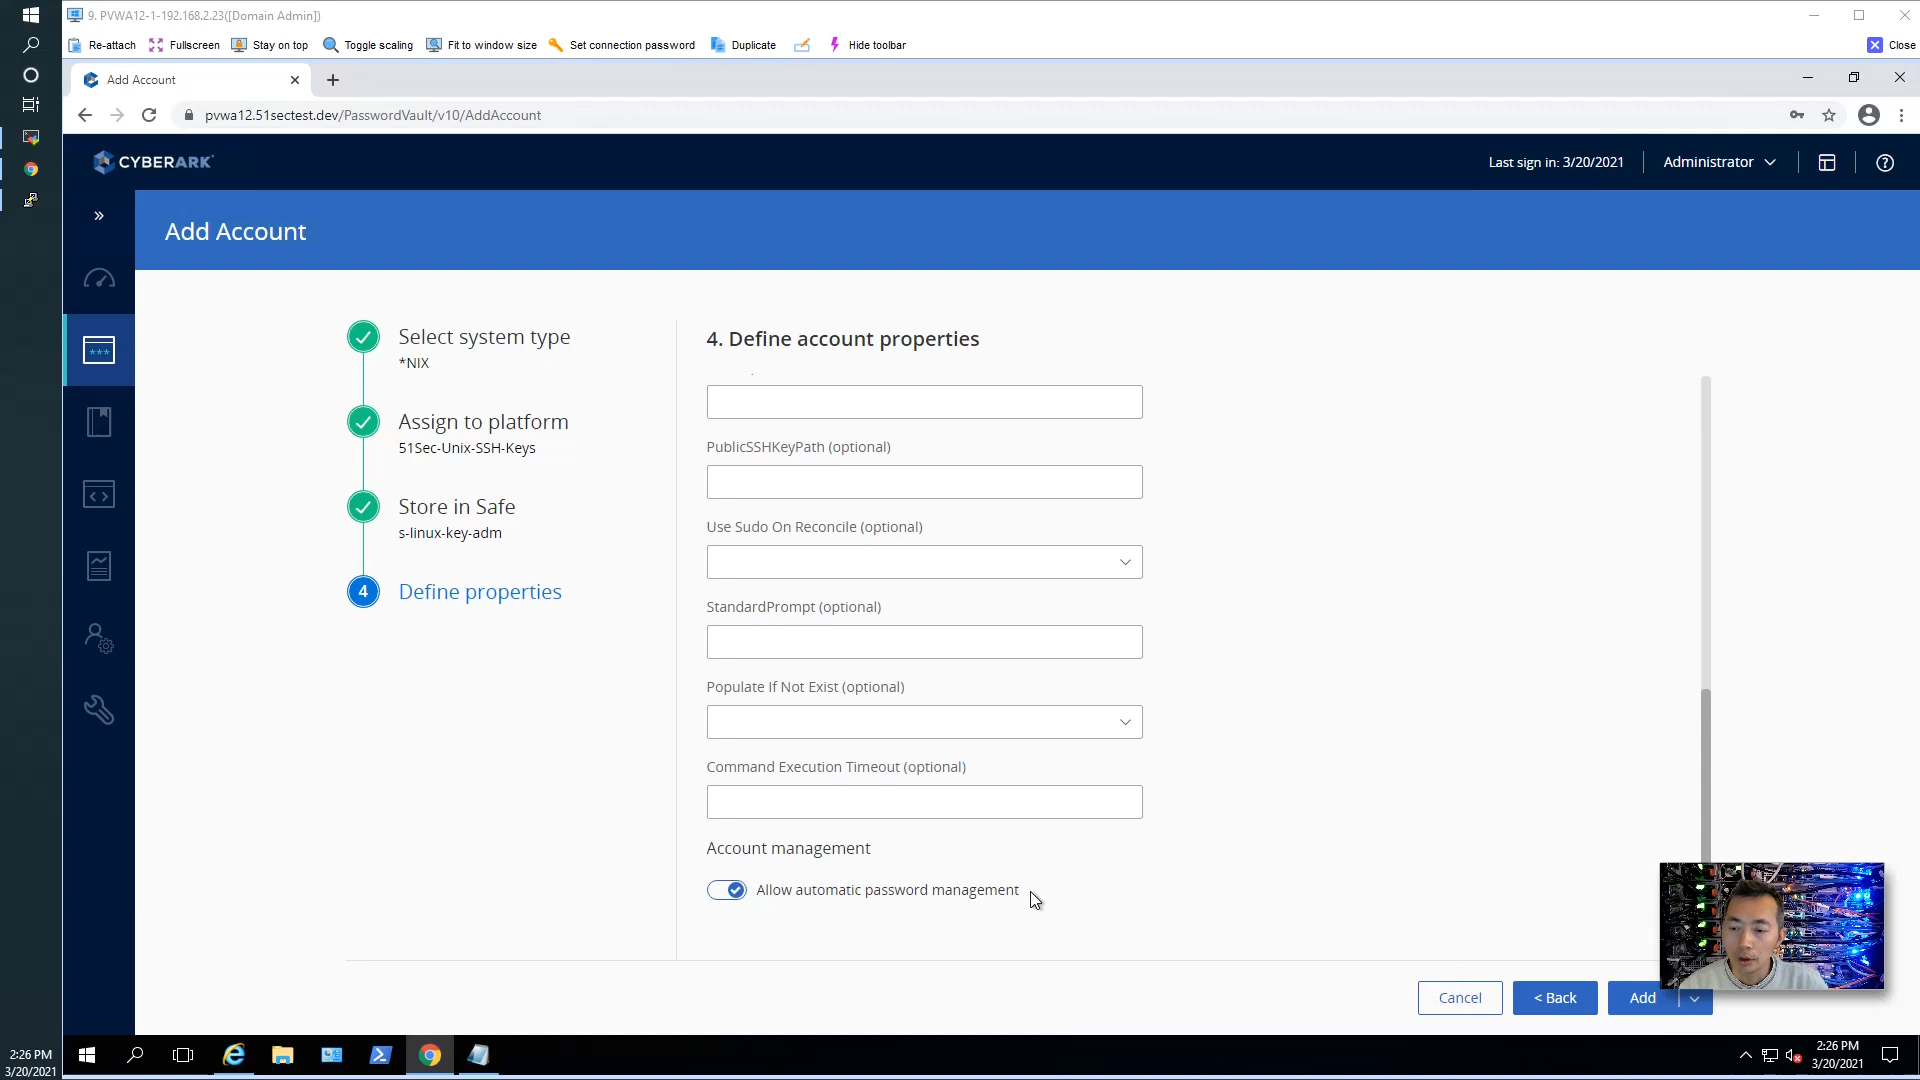 9. PVWA12-1-192.168.2.23([Domain Admin])
Re-attach Fullscreen Stay on top Toggle scaling Fit to window size Set connection password Duplicate Hide toolbar Close
Add Account
pvwa12.51sectest.dev/PasswordVault/v10/AddAccount
CYBERARK Last sign in: 3/20/2021 Administrator
Add Account
Select system type
*NIX
Assign to platform
51Sec-Unix-SSH-Keys
Store in Safe
s-linux-key-adm
4 Define properties
4. Define account properties
PublicSSHKeyPath (optional)
Use Sudo On Reconcile (optional)
StandardPrompt (optional)
Populate If Not Exist (optional)
Command Execution Timeout (optional)
Account management
Allow automatic password management
Cancel < Back Add
2:26 PM
3/20/2021
2:26 PM
3/20/2021